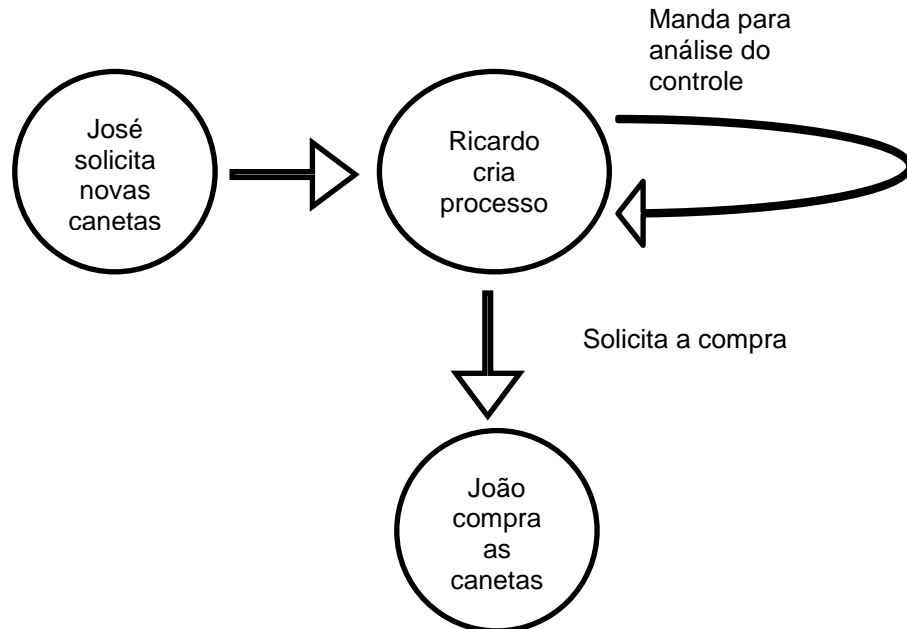 José
solicita
novas
canetas
Ricardo
cria
processo
Manda para
análise do
controle
Solicita a compra
João
compra
as
canetas